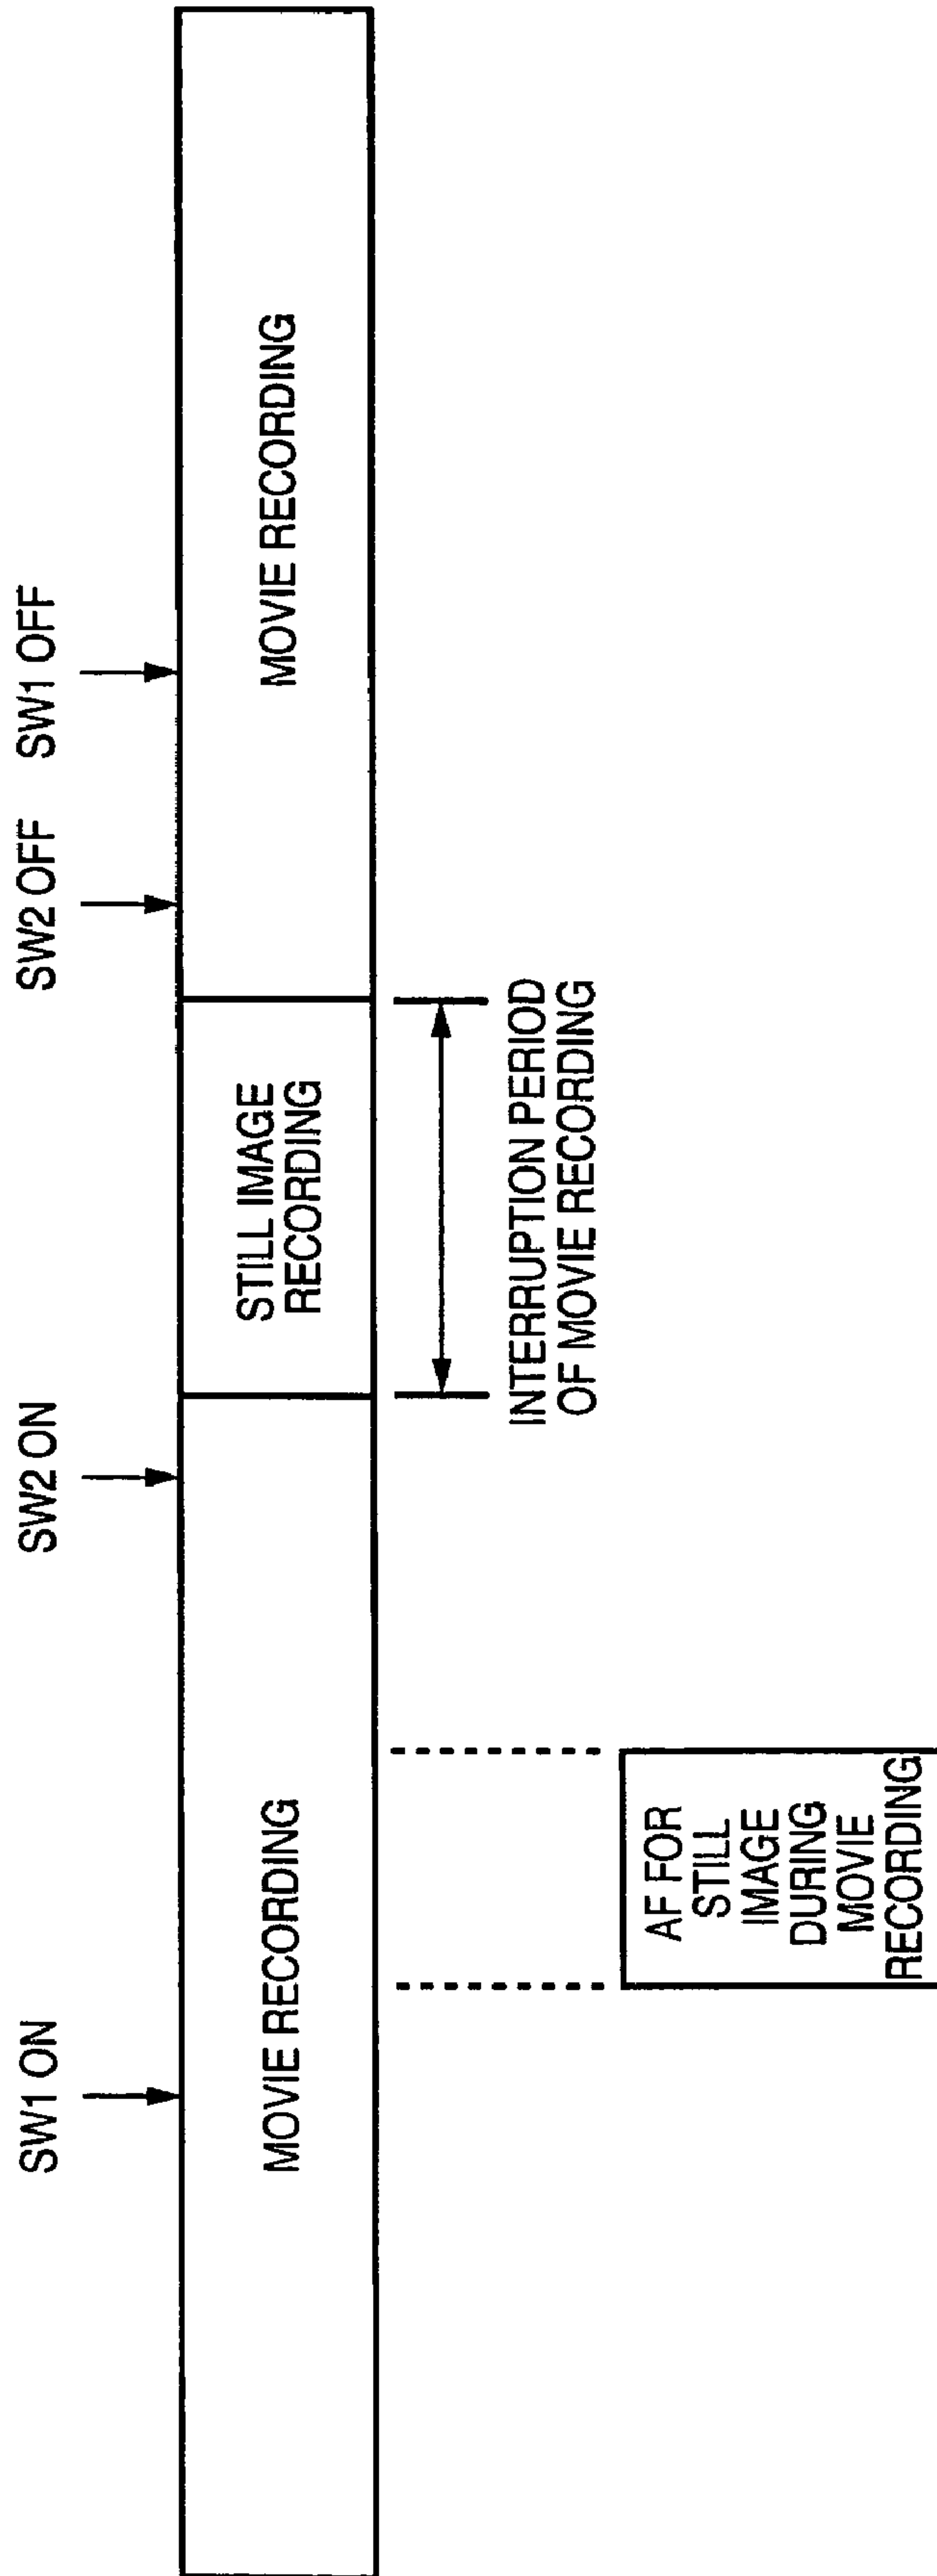 SW1 ON
SW2 ON
SW2 OFF
SW1 OFF
MOVIE RECORDING
STILL IMAGE
RECORDING
MOVIE RECORDING
INTERRUPTION PERIOD
OF MOVIE RECORDING
AF FOR
STILL
IMAGE
DURING
MOVIE
RECORDING